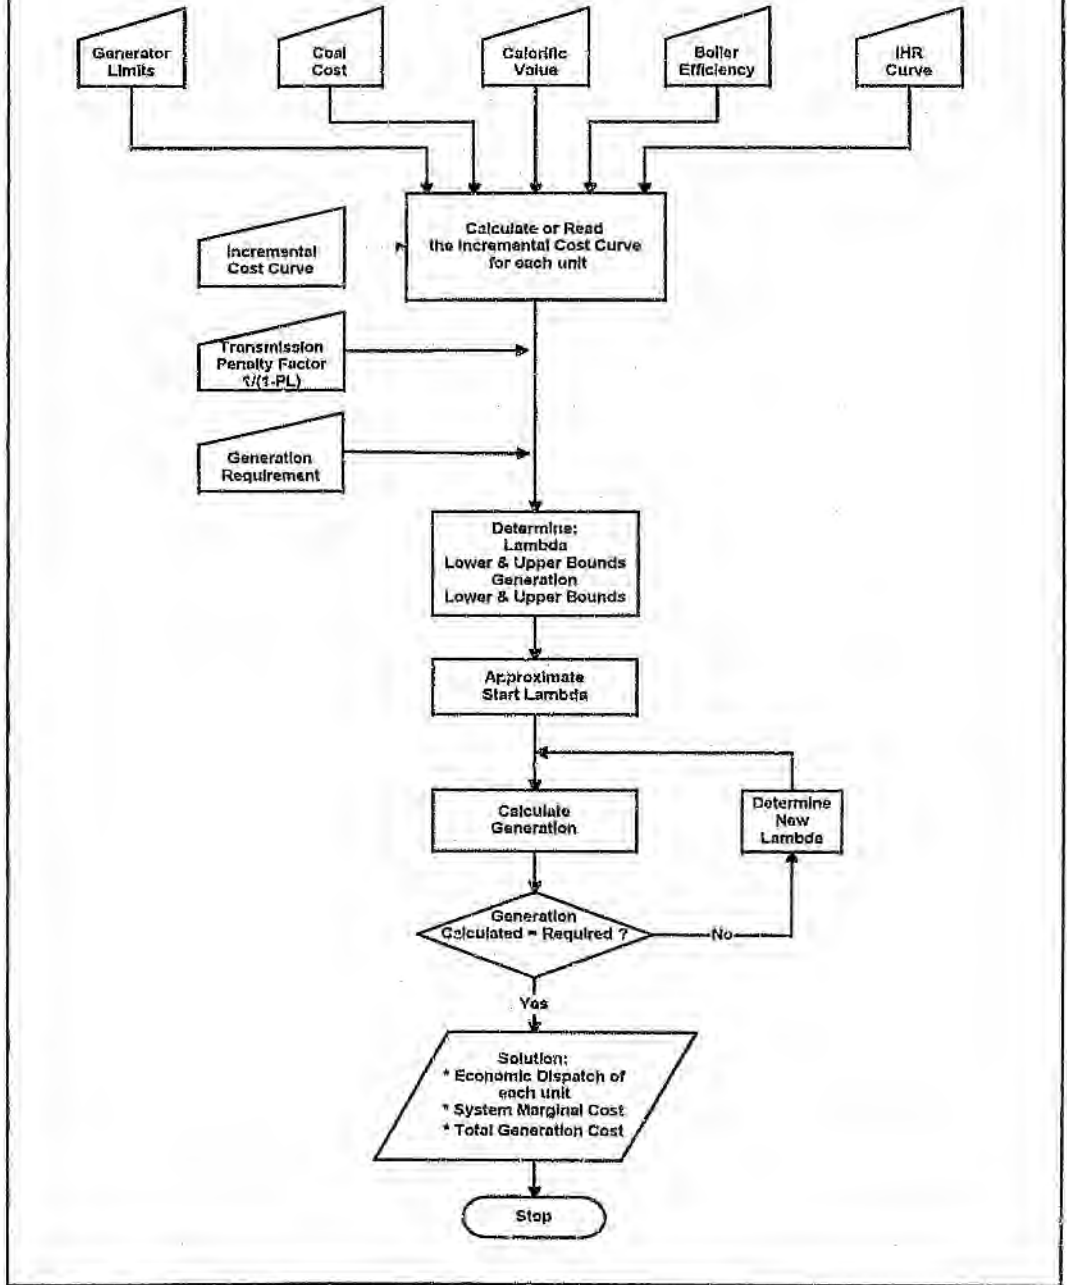 Generator
Limits
Coal
Cost
Calorific
Value
Boiler
Efficiency
IHR
Curve
Calculate or Read
the Incremental Cost Curve
for each unit
Incremental
Cost Curve
Transmission
Penalty Factor
1/(1-PL)
Generation
Requirement
Determine:
Lambda
Lower & Upper Bounds
Generation
Lower & Upper Bounds
Approximate
Start Lambda
Calculate
Generation
Determine
New
Lambda
Generation
Calculated = Required ?
No
Yes
Solution:
* Economic Dispatch of
each unit
* System Marginal Cost
* Total Generation Cost
Stop